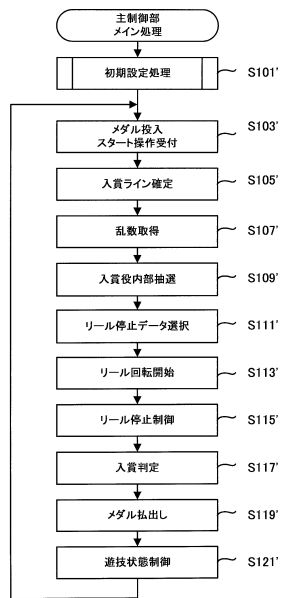 主制御部
メイン処理
初期設定処理 S101'
メダル投入 S103'
スタート操作受付
入賞ライン確定 S105'
乱数取得 S107'
入賞役内部抽選 S109'
リール停止データ選択 S111'
リール回転開始 S113'
リール停止制御 S115'
入賞判定 S117'
メダル払出し S119'
遊技状態制御 S121'